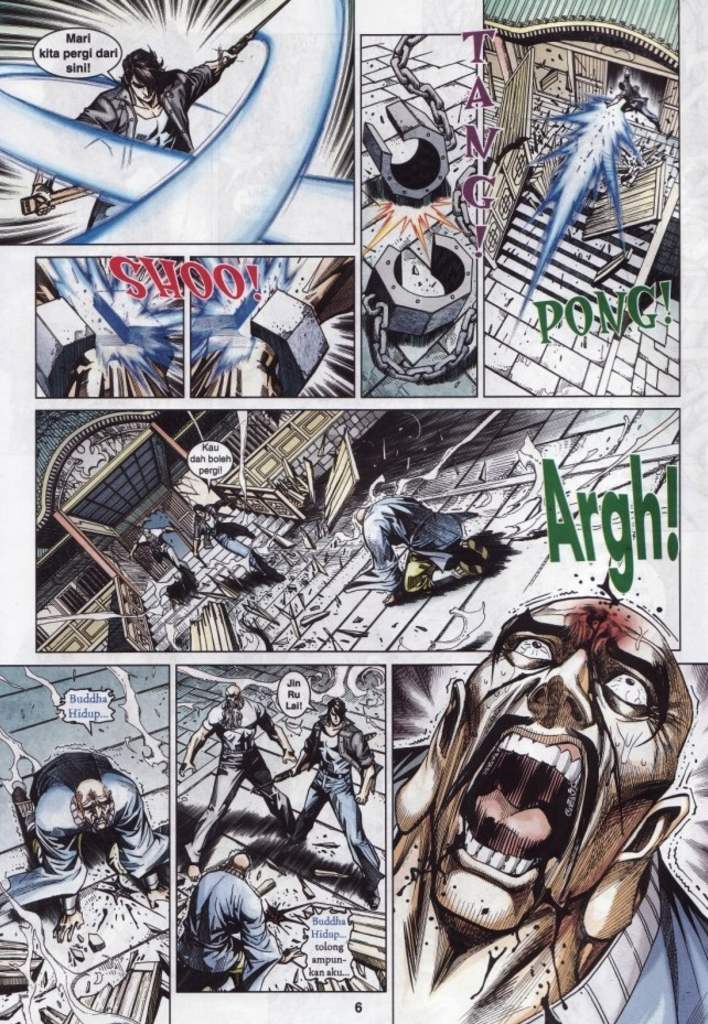 Mari
kita pergi dari
sini!
TANG!
PONG!
SHOO!
Kau
dah boleh
pergi!
Argh!
Buddha
Hidup...
Jin
Ru
Lai!
Buddha
Hidup...
tolong
ampun-
kan aku...
6